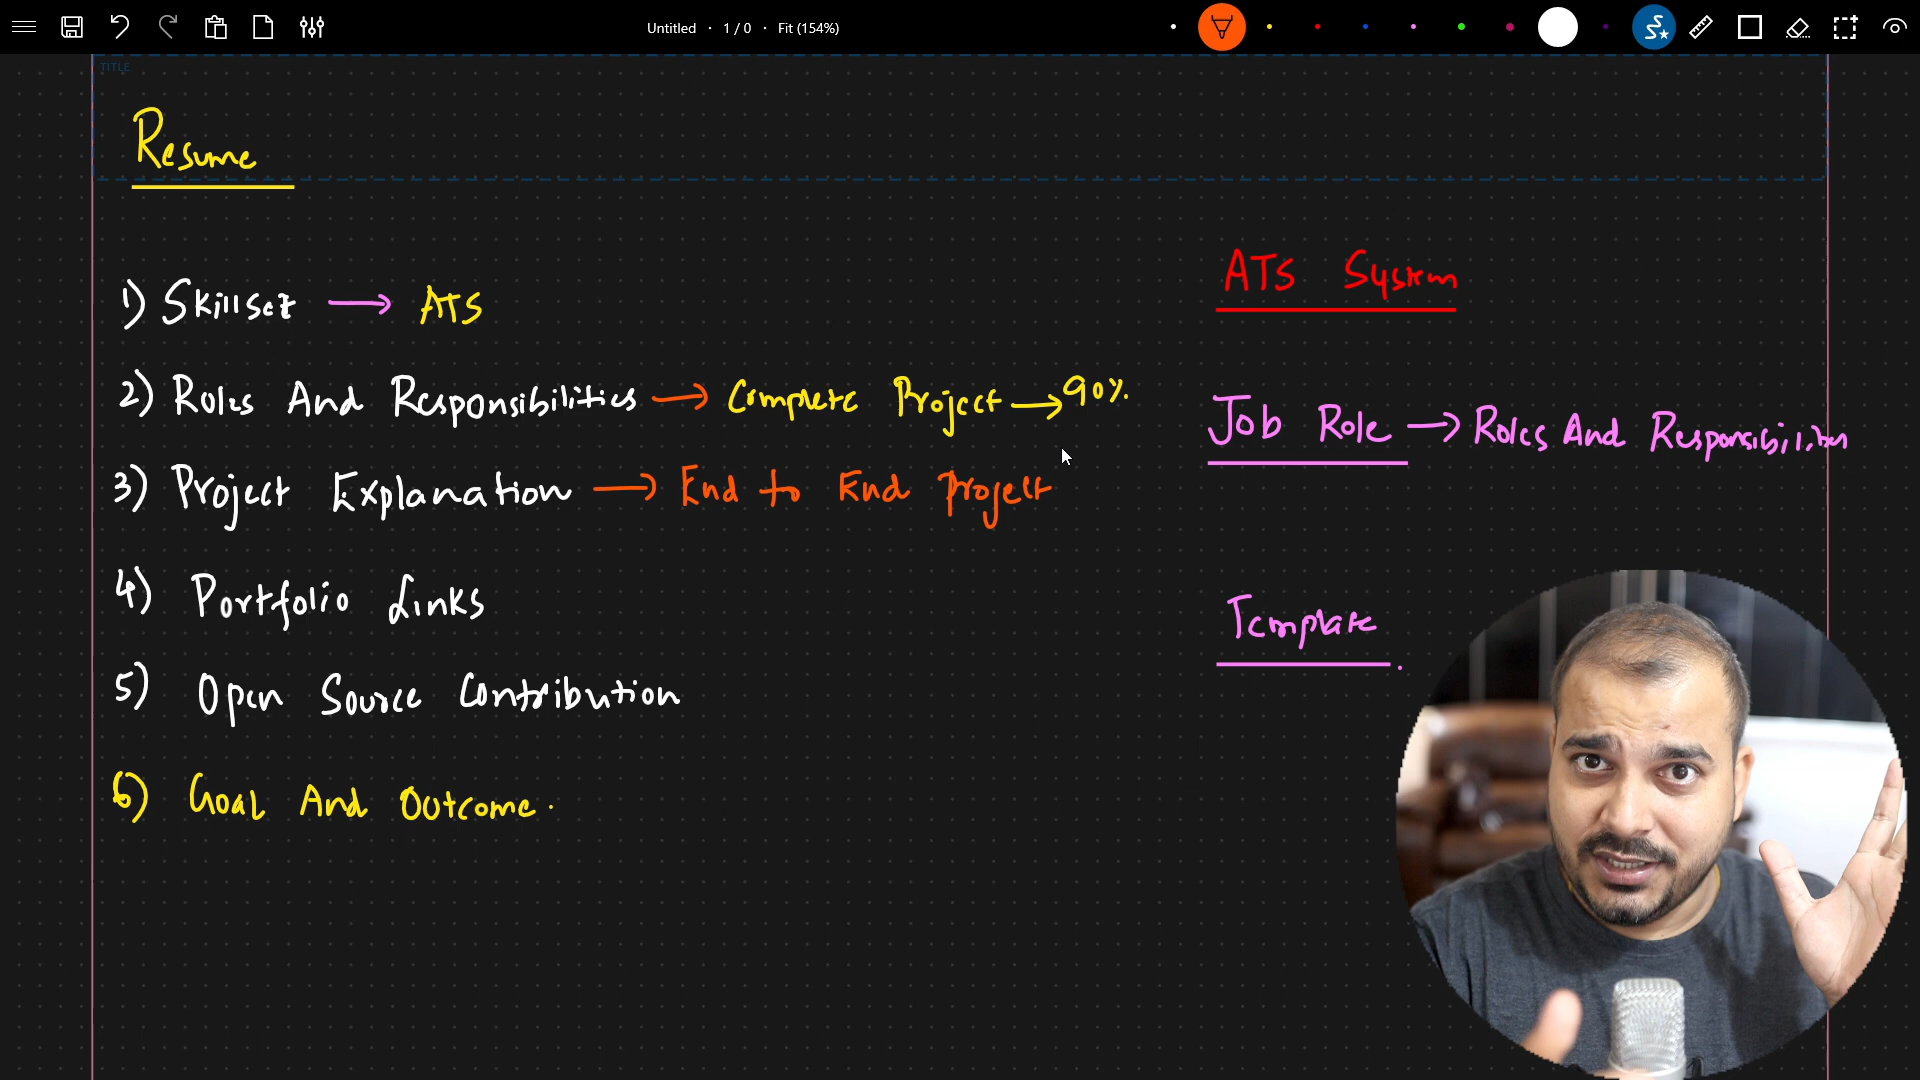 Untitled · 1 / 0 · Fit (154%)
TITLE
Resume
ATS System
1) Skillset → ATS
2) Roles And Responsibilities → Complete Project → 90%
Job Role → Roles And Responsibilities
3) Project Explanation → End to End Project
4) Portfolio Links
Template
5) Open Source Contribution
6) Goal And Outcome.